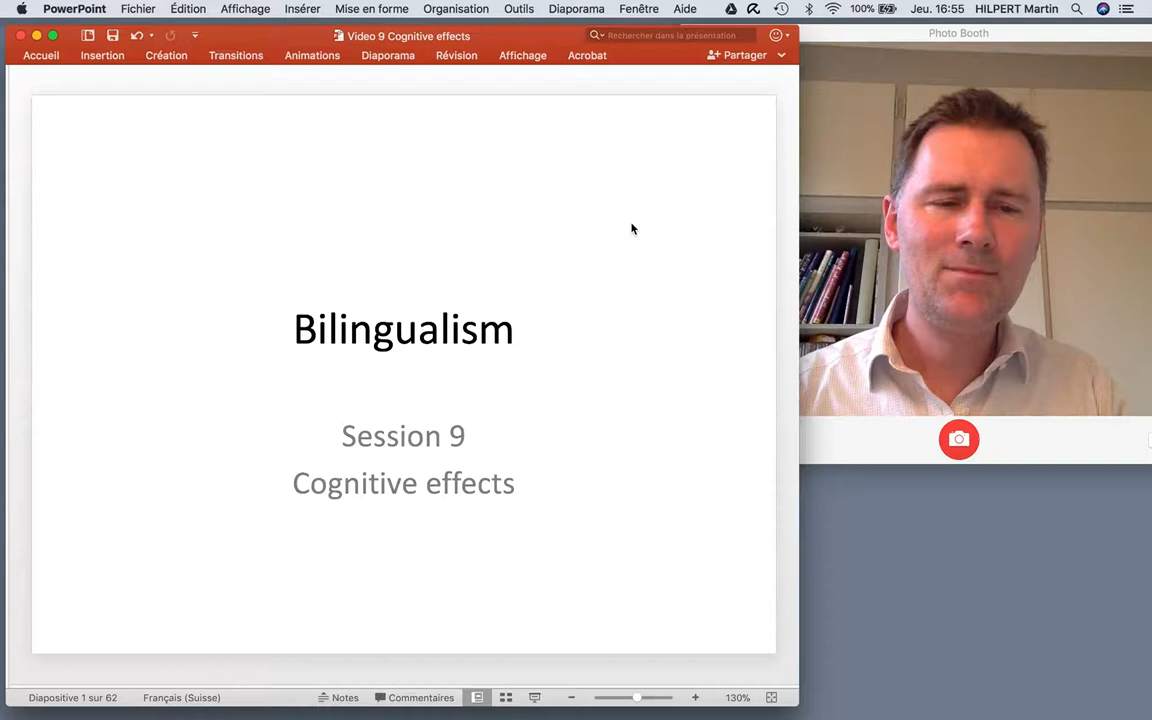 PowerPoint Fichier Édition Affichage Insérer Mise en forme Organisation Outils Diaporama Fenêtre Aide 100% Jeu. 16:55 HILPERT Martin
Video 9 Cognitive effects
Rechercher dans la présentation
Photo Booth
Accueil Insertion Création Transitions Animations Diaporama Révision Affichage Acrobat Partager
Bilingualism
Session 9
Cognitive effects
Diapositive 1 sur 62 Français (Suisse) Notes Commentaires 130%